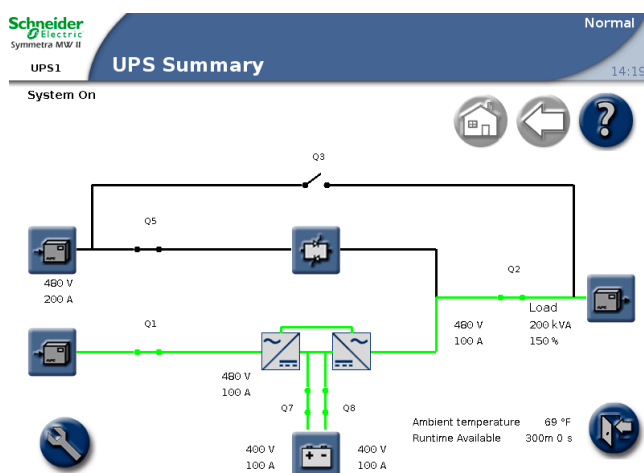 Schneider
Electric
Symmetra MW II
Normal
UPS1
UPS Summary
14:19
System On
?
Q3
Q5
480 V
200 A
Q2
Load
480 V
200 kVA
100 A
150 %
Q1
480 V
100 A
Q7
Q8
400 V
100 A
400 V
100 A
Ambient temperature 69 °F
Runtime Available 300m 0 s